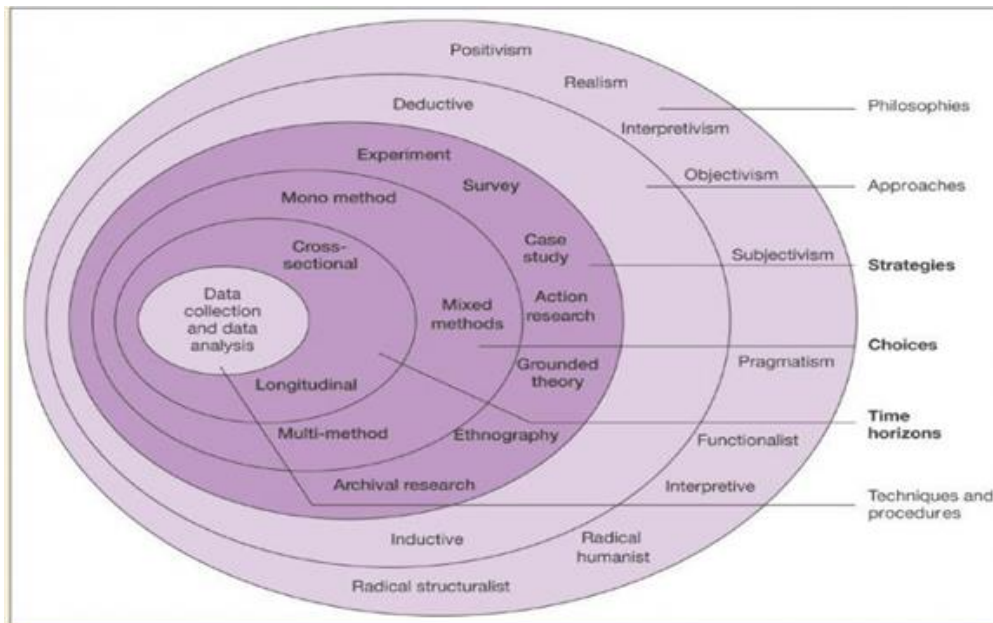 Positivism
Realism
Philosophies
Deductive
Interpretivism
Experiment
Objectivism
Approaches
Survey
Mono method
Cross-
sectional
Case
study
Subjectivism
Strategies
Data
collection
and data
analysis
Mixed
methods
Action
research
Choices
Grounded
theory
Pragmatism
Longitudinal
Time
horizons
Multi-method
Ethnography
Functionalist
Archival research
Interpretive
Techniques and
procedures
Inductive
Radical
humanist
Radical structuralist